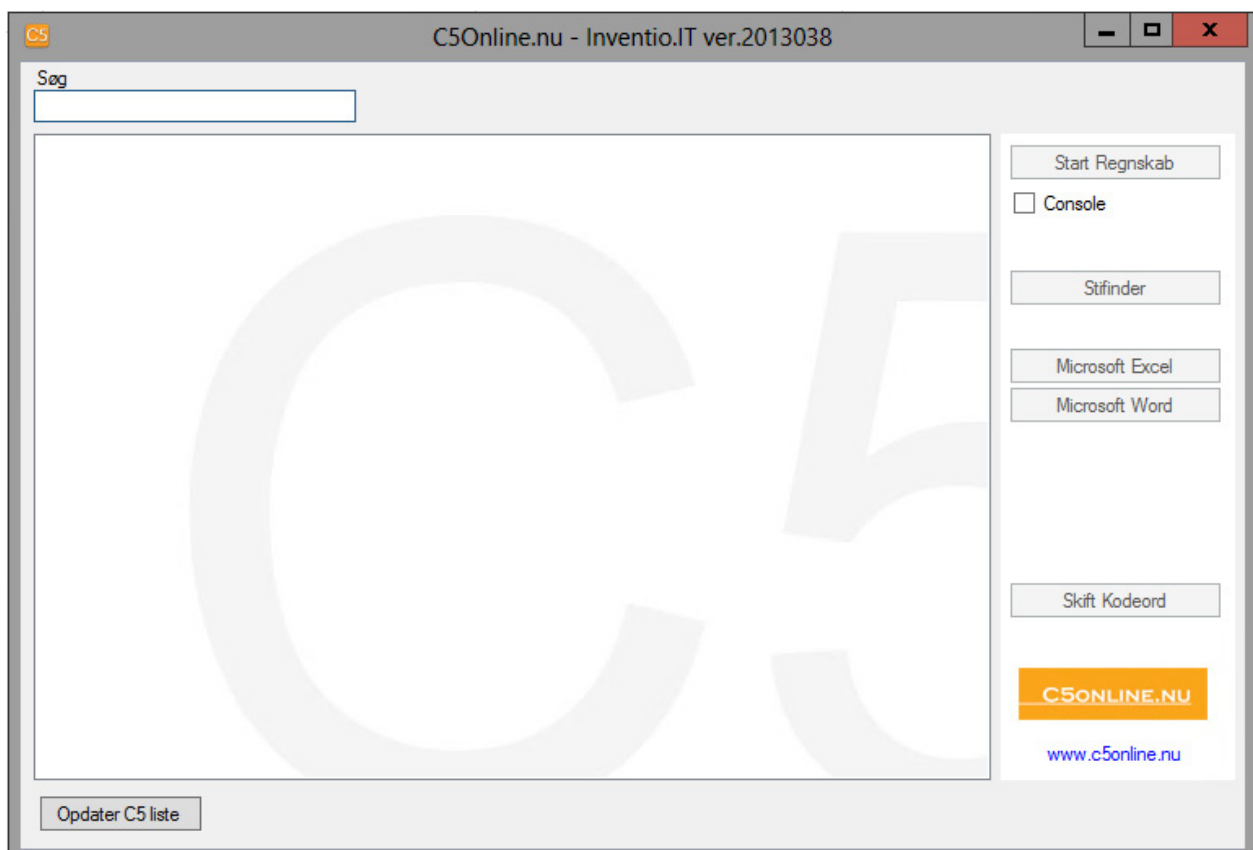 C5
C5Online.nu - Inventio.IT ver.2013038
Søg
Start Regnskab
Console
Stifinder
Microsoft Excel
Microsoft Word
Skift Kodeord
C5ONLINE.NU
www.c5online.nu
C5
Opdater C5 liste